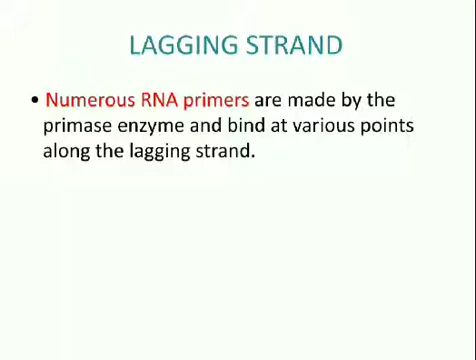 LAGGING STRAND
• Numerous RNA primers are made by the
primase enzyme and bind at various points
along the lagging strand.